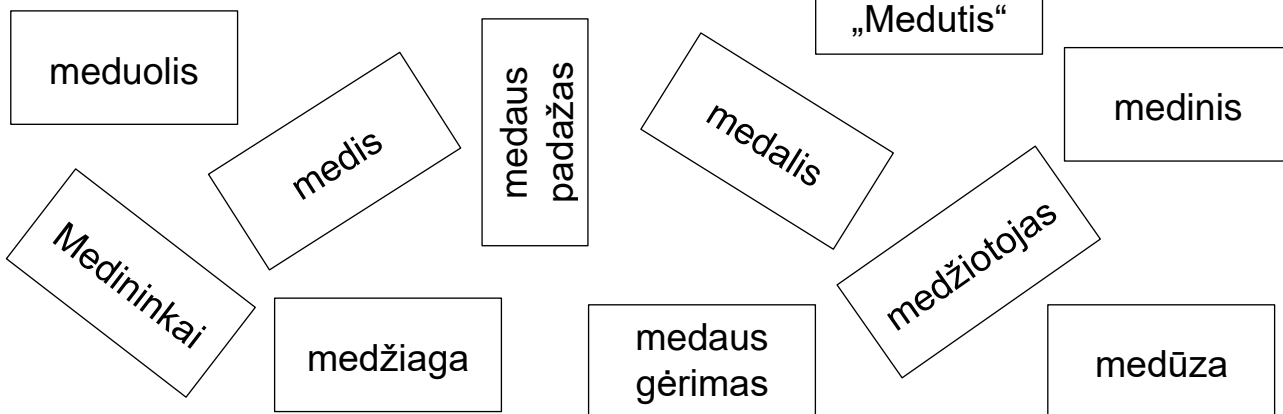 „Medutis“
meduolis
medis
medaus
padažas
medalis
medinis
Medininkai
medžiaga
medaus
gėrimas
medžiotojas
medūza